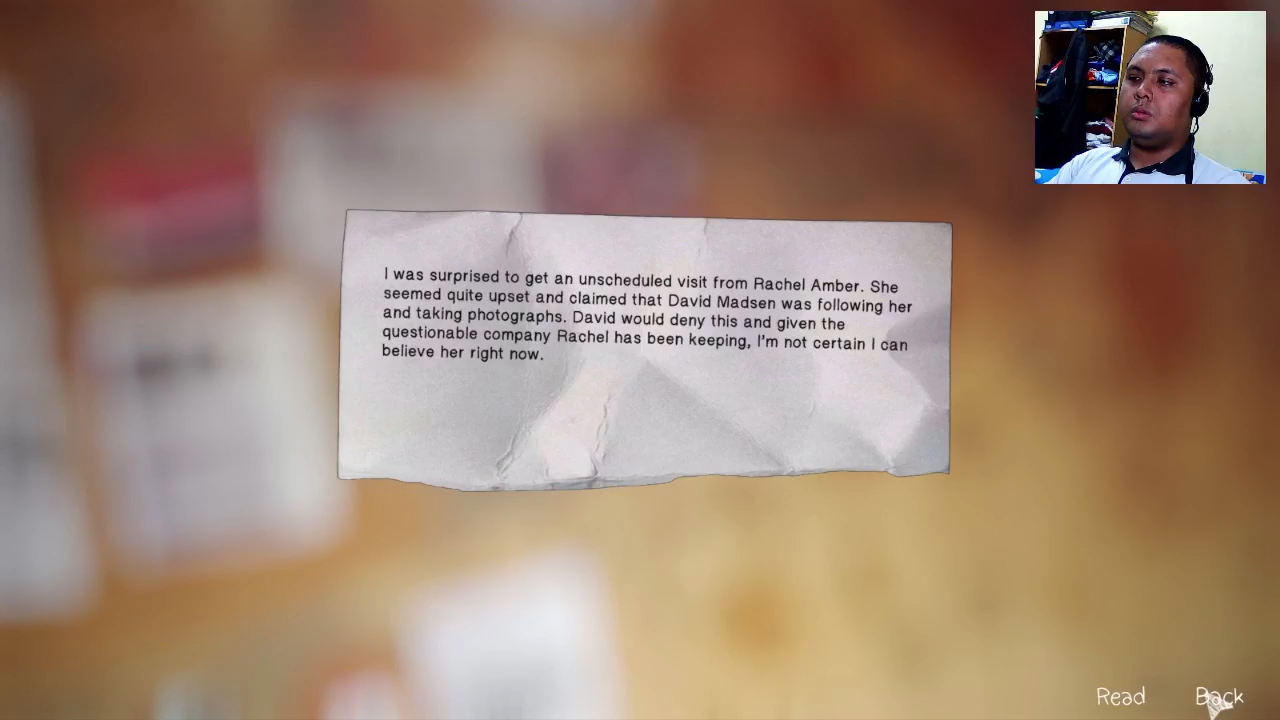 I was surprised to get an unscheduled visit from Rachel Amber. She
seemed quite upset and claimed that David Madsen was following her
and taking photographs. David would deny this and given the
questionable company Rachel has been keeping, I'm not certain I can
believe her right now.
Read Back